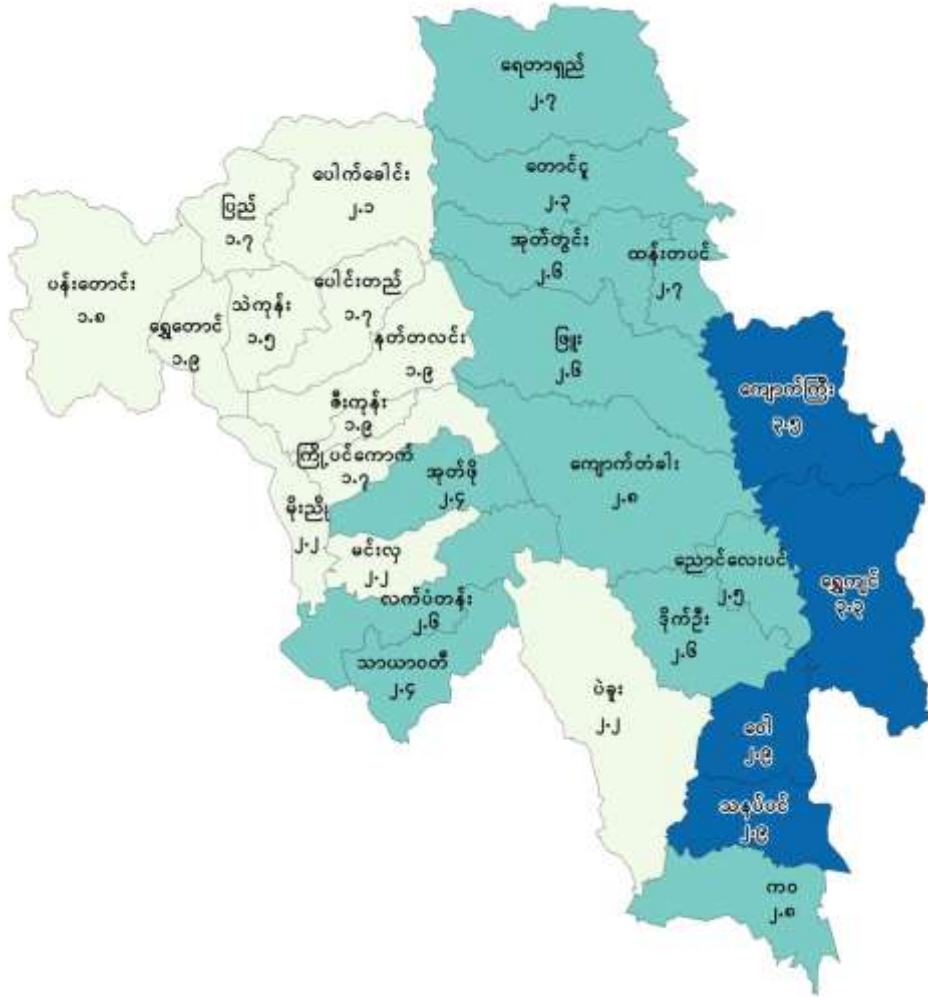 ရေတာရှည်
၂.၇
တောင်ငူ
၂.၃
ပေါက်ခေါင်း
၂.၁
ပြည်
၁.၇
အုတ်တွင်း
၂.၆
ထန်းတပင်
၂.၇
ပန်းတောင်း
၁.၈
ပေါင်းတည်
၁.၇
သဲကုန်း
၁.၅
ရွှေတောင်
၁.၉
နတ်တလင်း
၁.၉
ဖြူး
၂.၆
ကျောက်ကြီး
၃.၅
ဇီးကုန်း
၁.၉
ကြို့ပင်ကောက်
၁.၇
အုတ်ဖို
၂.၄
ကျောက်တံခါး
၂.၈
မိုးညို
၂.၂
မင်းလှ
၂.၂
ညောင်လေးပင်
၂.၅
ရွှေကျင်
၃.၃
လက်ပံတန်း
၂.၆
ဒိုက်ဦး
၂.၆
သာယာဝတီ
၂.၄
ပဲခူး
၂.၂
ဝေါ
၂.၉
သနပ်ပင်
၂.၉
ကဝ
၂.၈